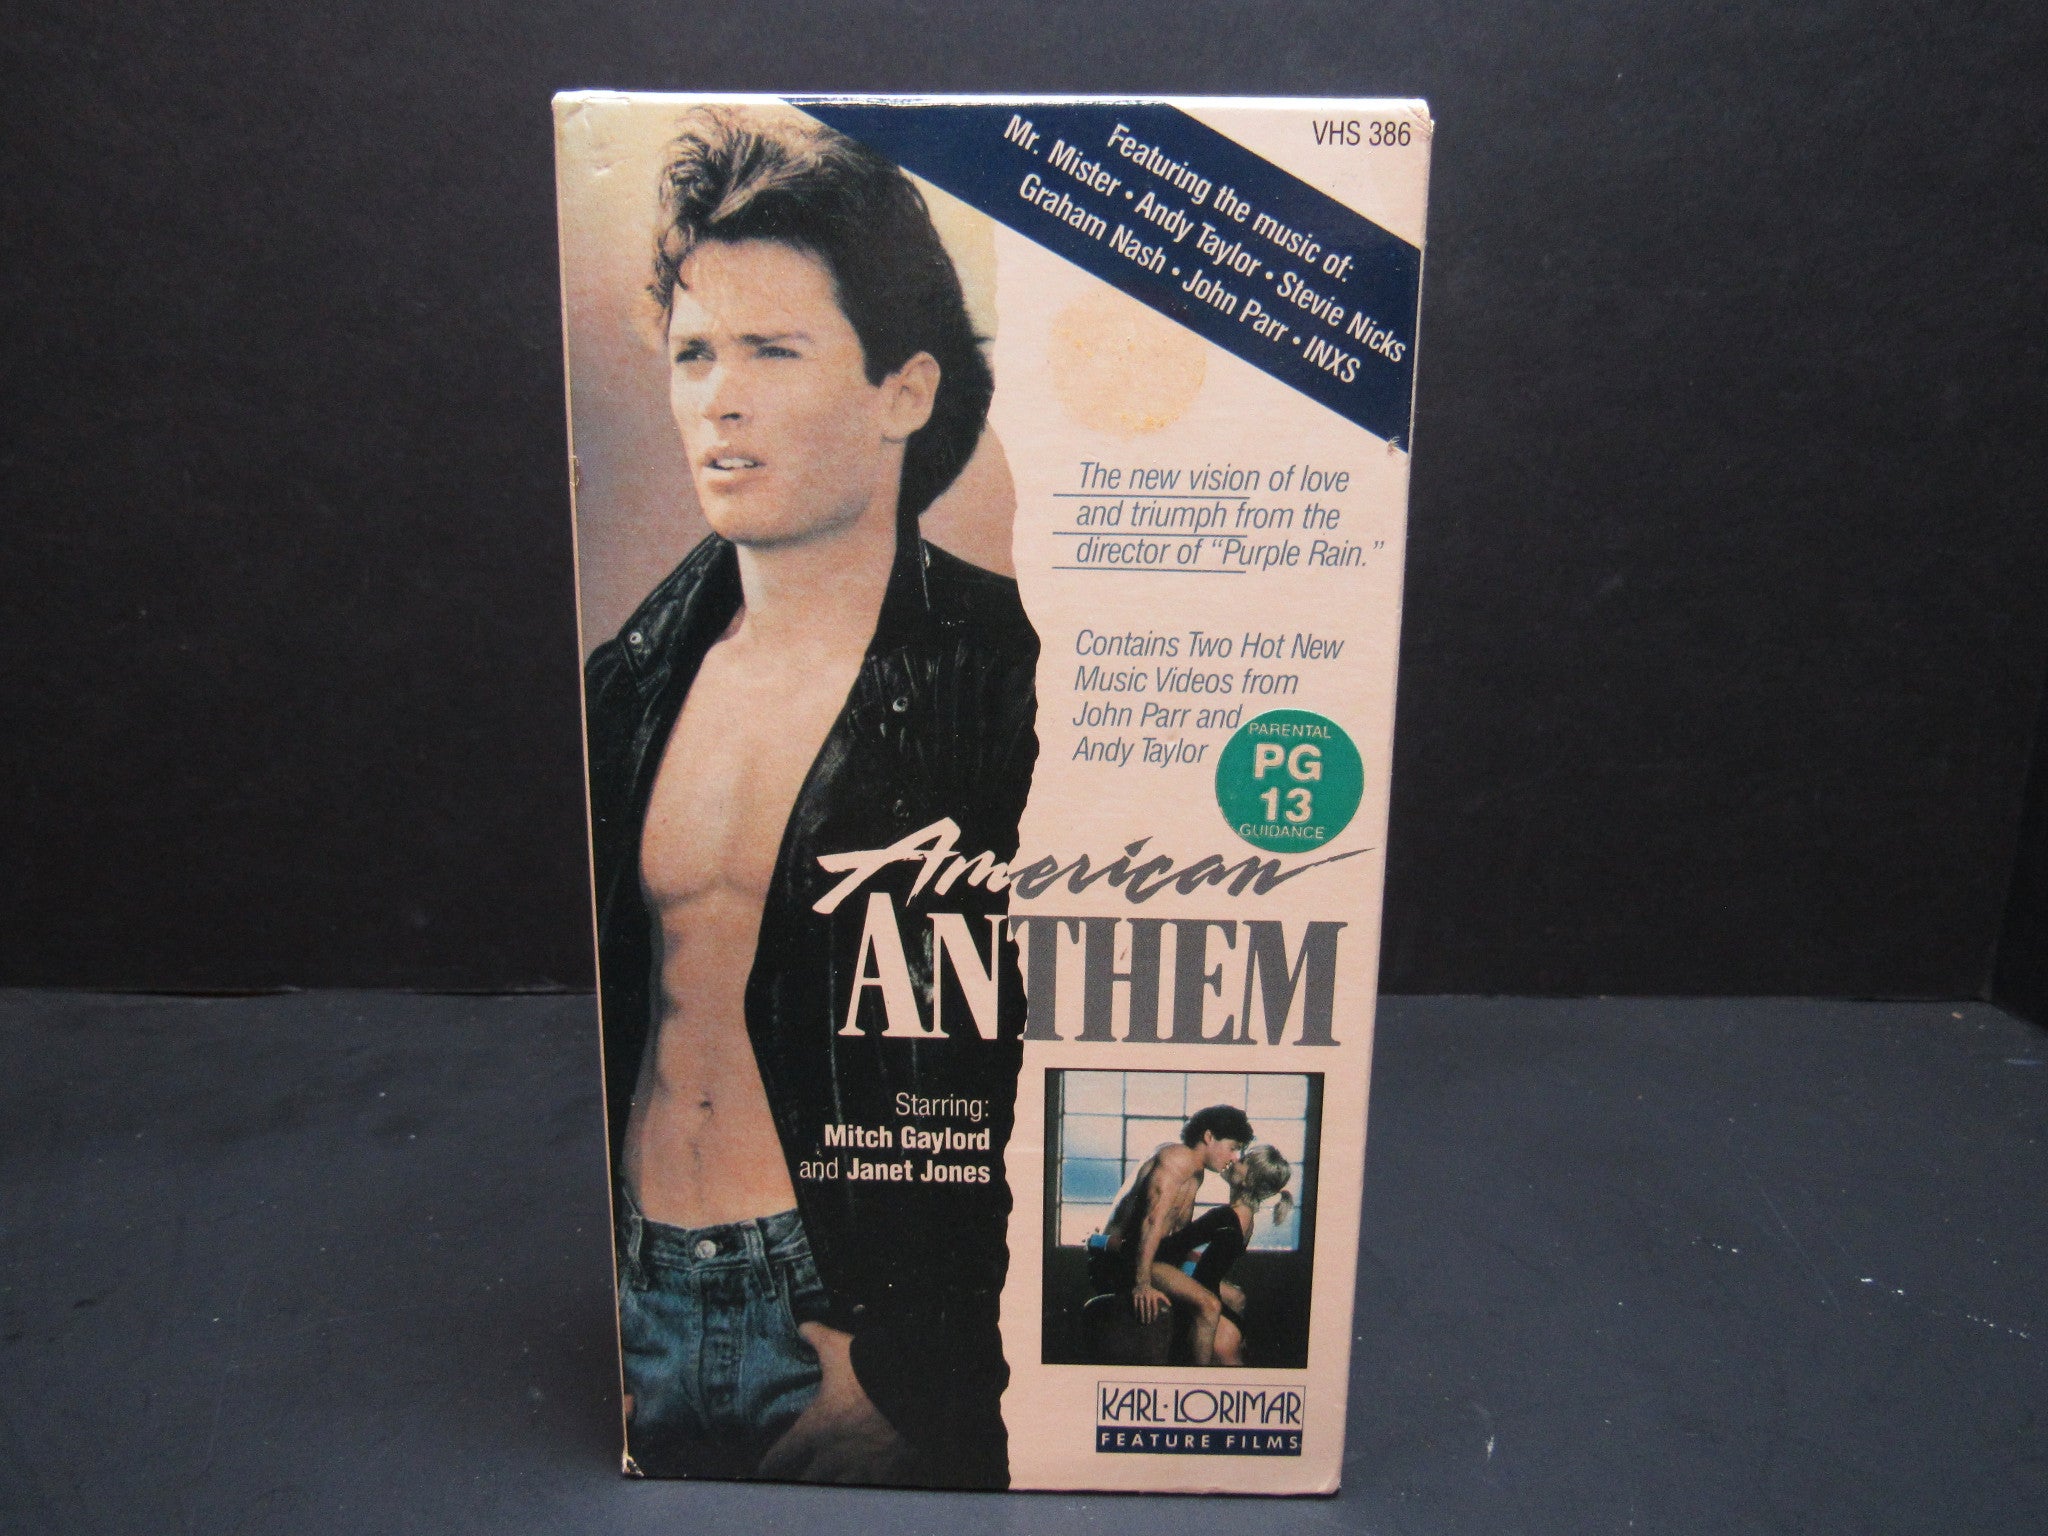 VHS 386
Featuring the music of:
Mr. Mister • Andy Taylor • Stevie Nicks
Graham Nash • John Parr • INXS
The new vision of love
and triumph from the
director of “Purple Rain.”
Contains Two Hot New
Music Videos from
John Parr and
Andy Taylor
PARENTAL
PG
13
GUIDANCE
American
ANTHEM
Starring:
Mitch Gaylord
and Janet Jones
KARL·LORIMAR
FEATURE FILMS